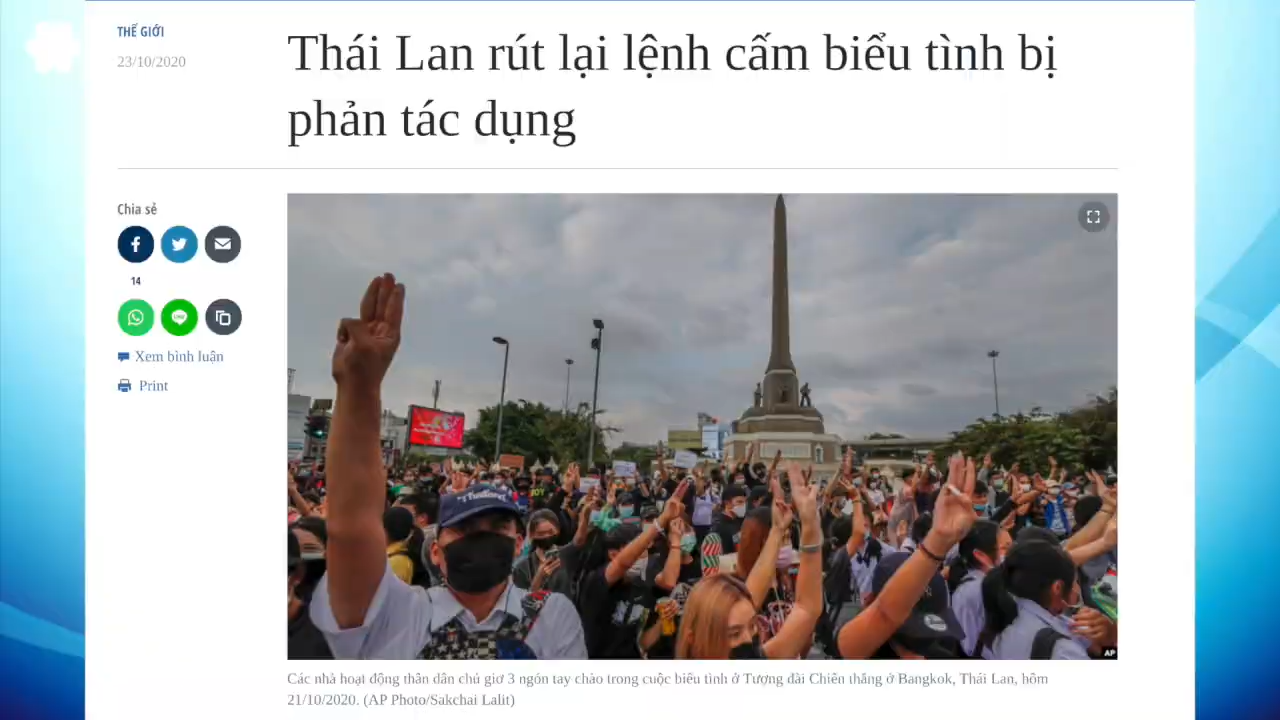 THẾ GIỚI
23/10/2020
Thái Lan rút lại lệnh cấm biểu tình bị
phản tác dụng
Chia sẻ
14
Xem bình luận
Print
Thailand
JOY
AP
Các nhà hoạt động thân dân chủ giơ 3 ngón tay chào trong cuộc biểu tình ở Tượng đài Chiến thắng ở Bangkok, Thái Lan, hôm
21/10/2020. (AP Photo/Sakchai Lalit)